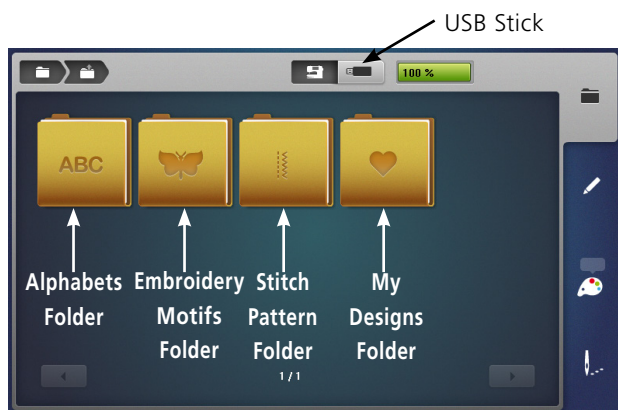 USB Stick
100 %
ABC
Alphabets Folder
Embroidery Motifs Folder
Stitch Pattern Folder
My Designs Folder
1/1